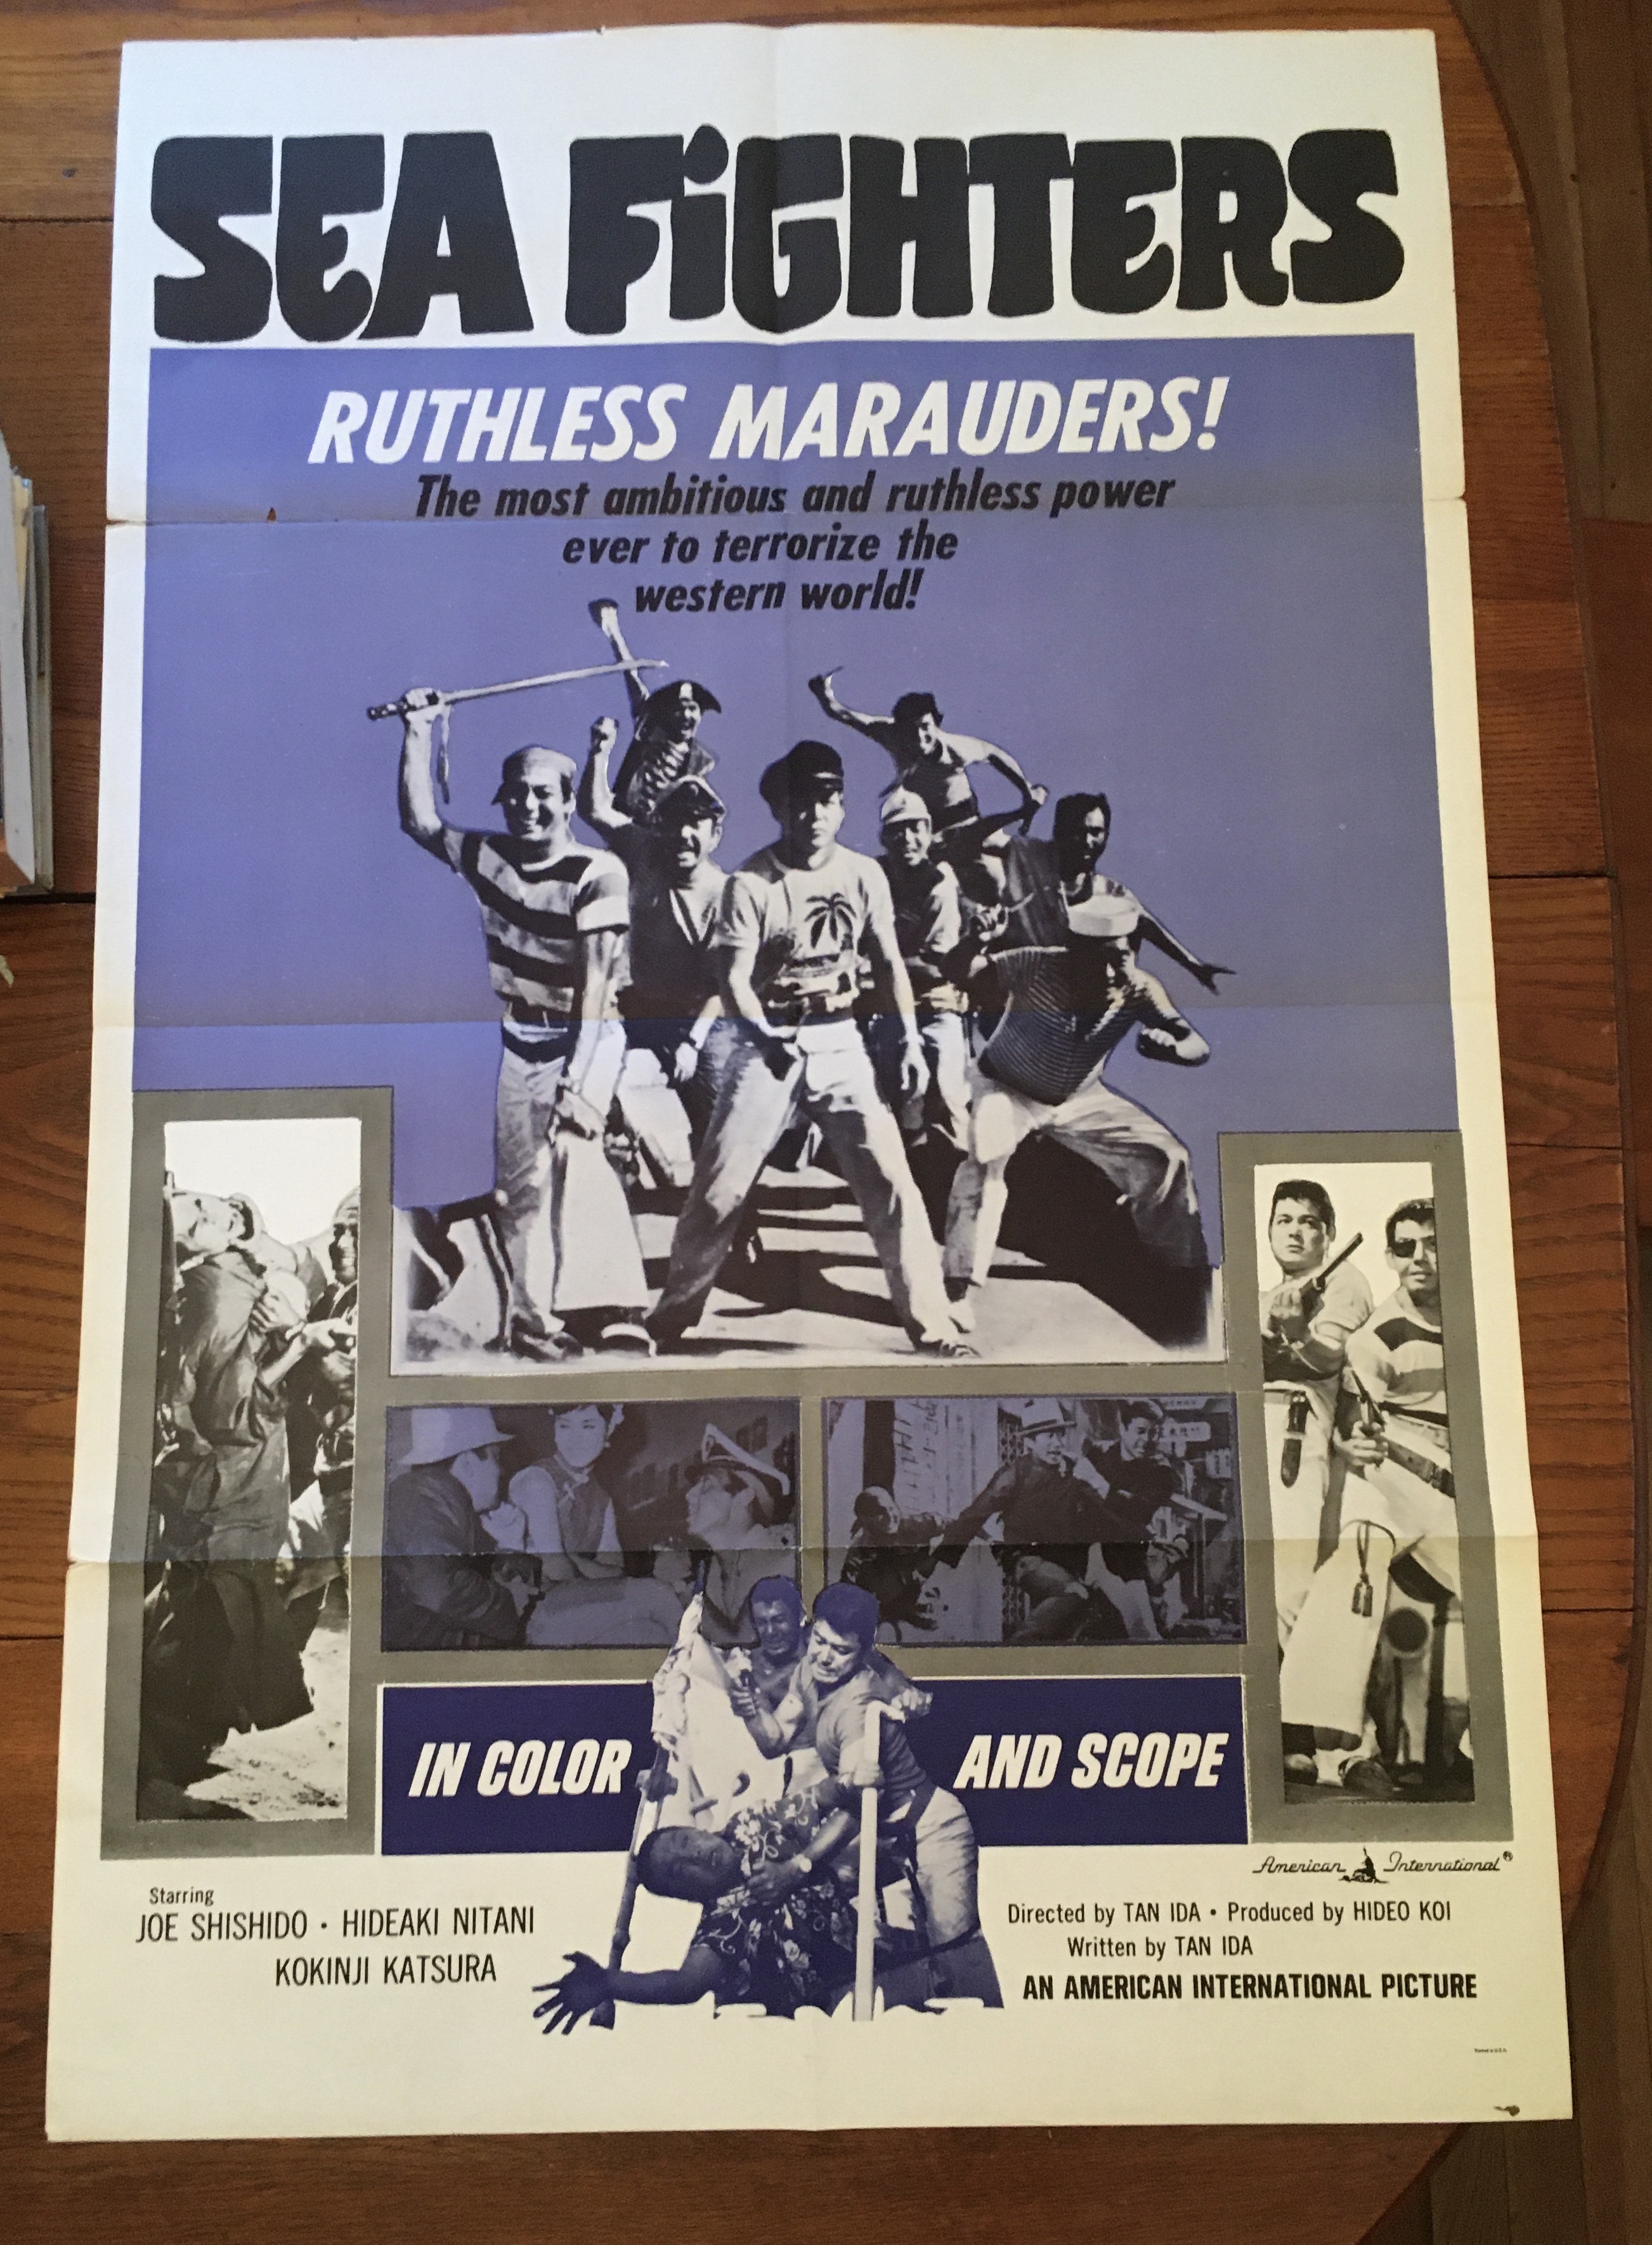 SEA FiGHTERS
RUTHLESS MARAUDERS!
The most ambitious and ruthless power
ever to terrorize the
western world!
IN COLOR
AND SCOPE
American International®
Starring
JOE SHISHIDO · HIDEAKI NITANI
KOKINJI KATSURA
Directed by TAN IDA • Produced by HIDEO KOI
Written by TAN IDA
AN AMERICAN INTERNATIONAL PICTURE
Printed in U.S.A.